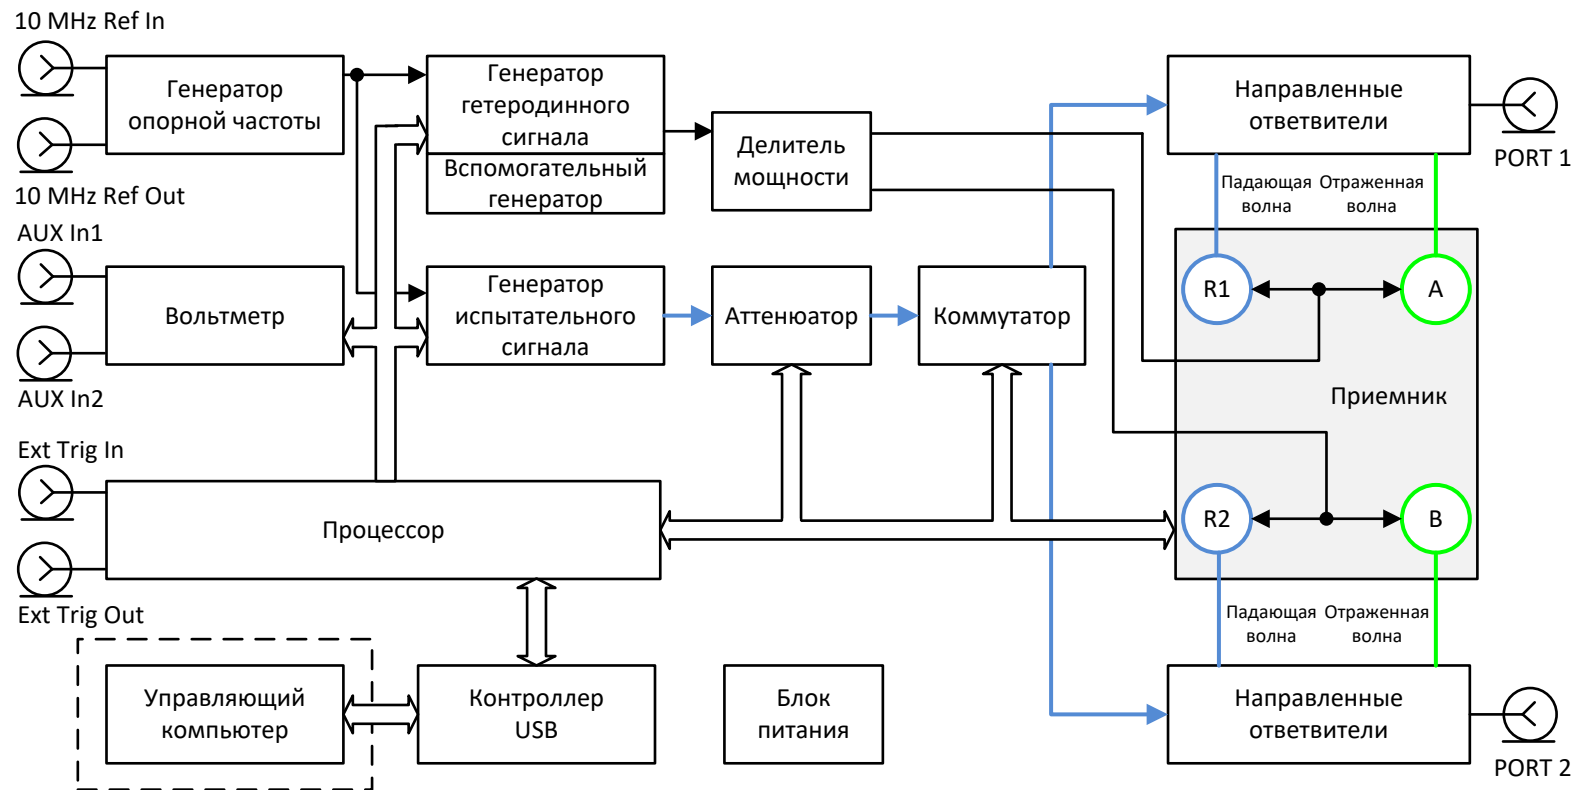 10 MHz Ref In
Генератор
опорной частоты
10 MHz Ref Out
Генератор
гетеродинного
сигнала
Вспомогательный
генератор
Делитель
мощности
Направленные
ответвители
PORT 1
Падающая
волна
Отраженная
волна
AUX In1
Вольтметр
AUX In2
Генератор
испытательного
сигнала
Аттенюатор
Коммутатор
R1
A
Приемник
R2
B
Ext Trig In
Процессор
Ext Trig Out
Падающая
волна
Отраженная
волна
Управляющий
компьютер
Контроллер
USB
Блок
питания
Направленные
ответвители
PORT 2